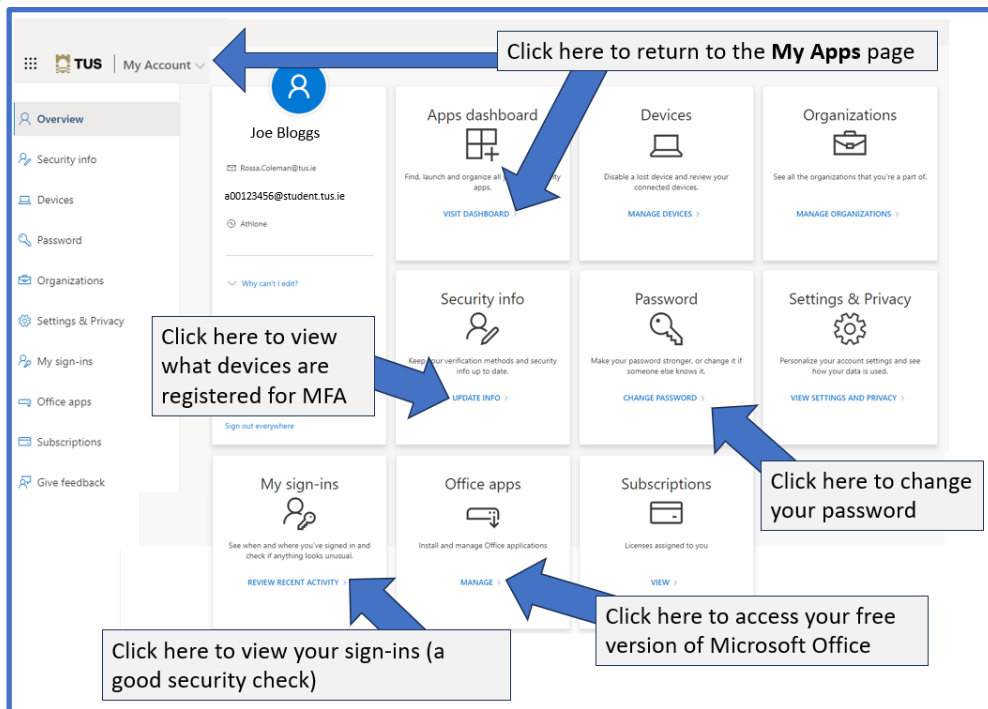 Click here to return to the My Apps page
TUS | My Account
Overview
Security info
Devices
Password
Organizations
Settings & Privacy
My sign-ins
Office apps
Subscriptions
Give feedback
Joe Bloggs
Rossa.Coleman@tus.ie
a00123456@student.tus.ie
Athlone
Why can't I edit?
Sign out everywhere
Apps dashboard
Find, launch and organize all
apps.
VISIT DASHBOARD
Devices
Disable a lost device and review your
connected devices.
MANAGE DEVICES
Organizations
See all the organizations that you're a part of.
MANAGE ORGANIZATIONS
Click here to view
what devices are
registered for MFA
Security info
Keep your verification methods and security
info up to date.
UPDATE INFO
Password
Make your password stronger, or change it if
someone else knows it.
CHANGE PASSWORD
Settings & Privacy
Personalize your account settings and see
how your data is used.
VIEW SETTINGS AND PRIVACY
Click here to change
your password
My sign-ins
See when and where you've signed in and
check if anything looks unusual.
REVIEW RECENT ACTIVITY
Office apps
Install and manage Office applications
MANAGE
Subscriptions
Licenses assigned to you
VIEW
Click here to access your free
version of Microsoft Office
Click here to view your sign-ins (a
good security check)